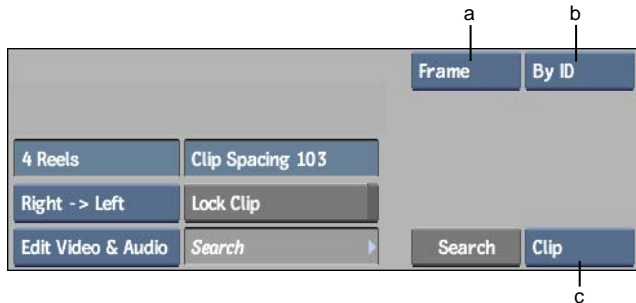 a b
Frame By ID
4 Reels Clip Spacing 103
Right -> Left Lock Clip
Edit Video & Audio Search Search Clip
c